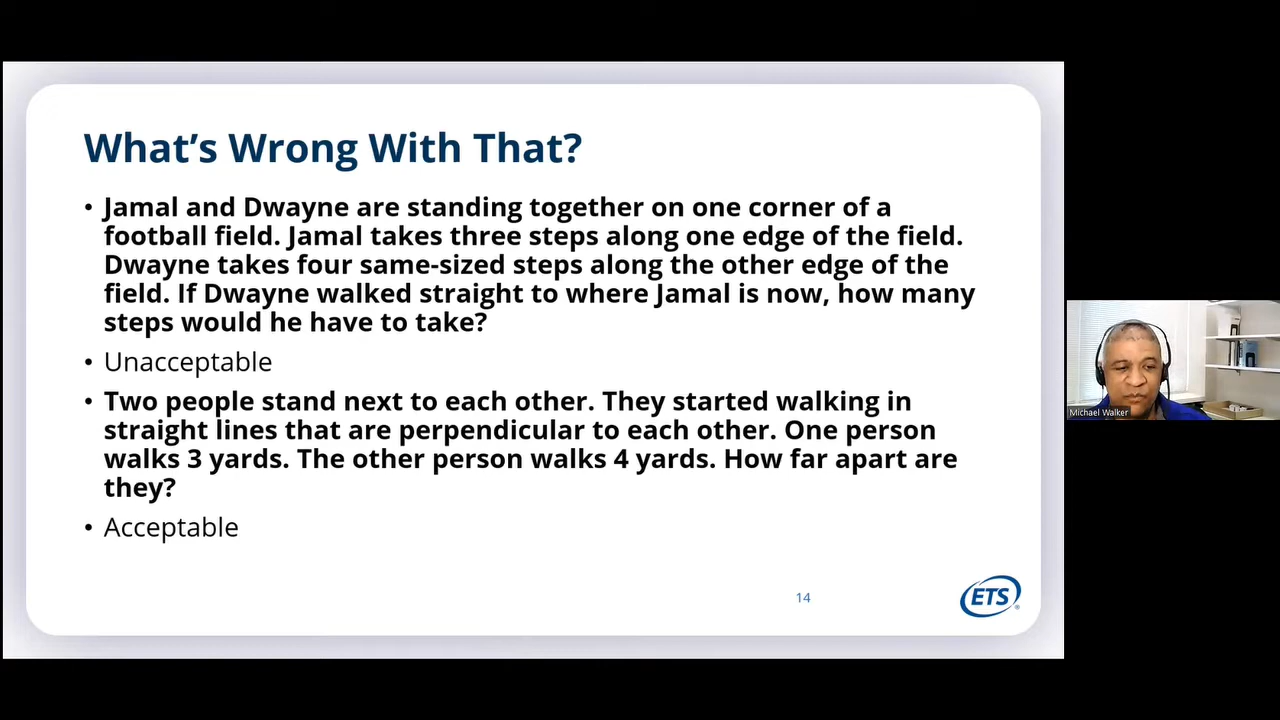 What's Wrong With That?
• Jamal and Dwayne are standing together on one corner of a
football field. Jamal takes three steps along one edge of the field.
Dwayne takes four same-sized steps along the other edge of the
field. If Dwayne walked straight to where Jamal is now, how many
steps would he have to take?
• Unacceptable
• Two people stand next to each other. They started walking in
straight lines that are perpendicular to each other. One person
walks 3 yards. The other person walks 4 yards. How far apart are
they?
• Acceptable
14
ETS
Michael Walker